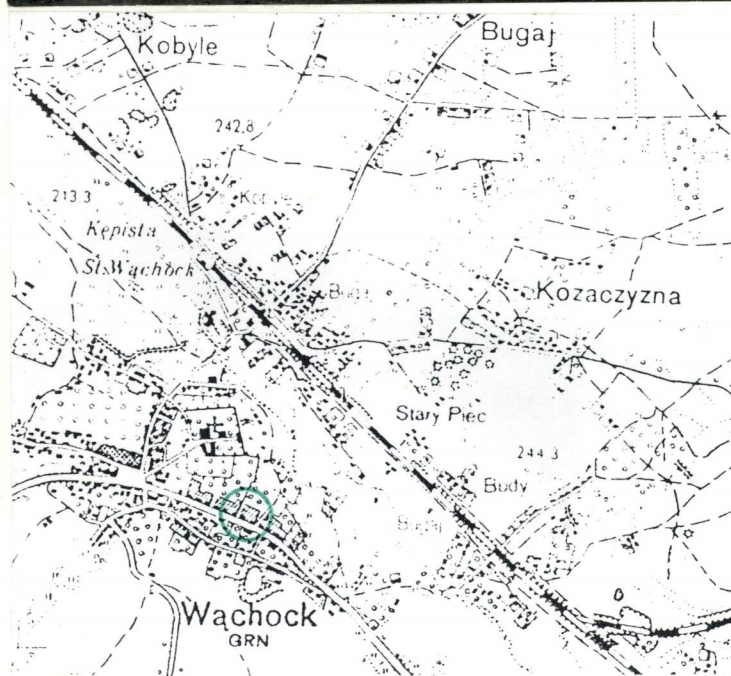 Kobyle
Bugaj
242,8
213.3
Kępista
St. Wąchock
Kozaczyzna
Stary Piec
244.3
Budy
Wąchock
GRN